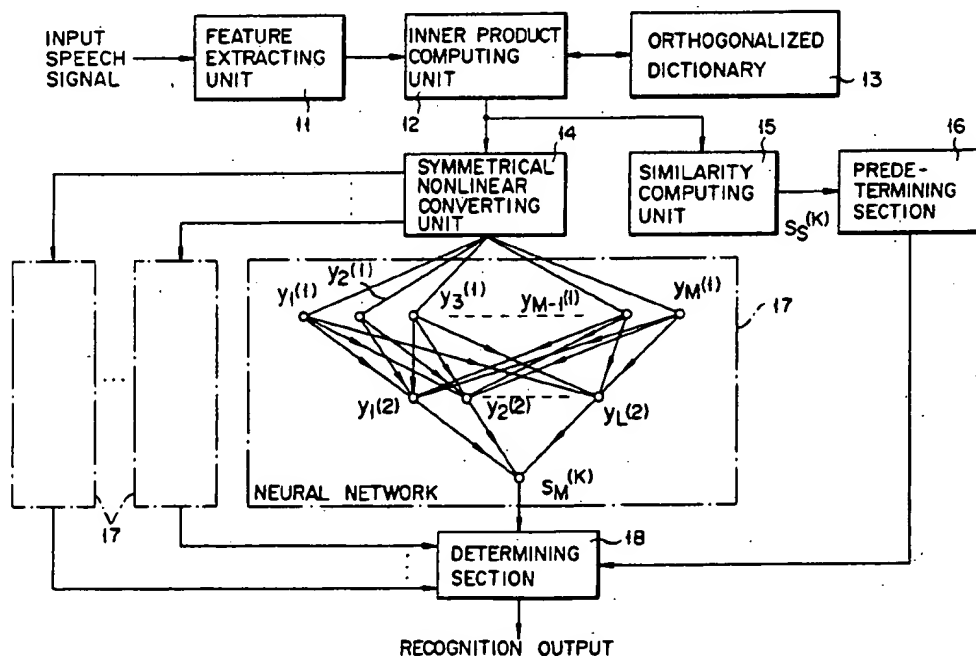 INPUT
SPEECH
SIGNAL
FEATURE
EXTRACTING
UNIT
11
INNER PRODUCT
COMPUTING
UNIT
12
ORTHOGONALIZED
DICTIONARY
13
14
SYMMETRICAL
NONLINEAR
CONVERTING
UNIT
15
SIMILARITY
COMPUTING
UNIT
S_S^(K)
16
PREDE-
TERMINING
SECTION
y1(1)
y2(1)
y3(1)
yM-1(1)
yM(1)
17
y1(2)
y2(2)
yL(2)
S_M^(K)
NEURAL NETWORK
17
18
DETERMINING
SECTION
RECOGNITION OUTPUT